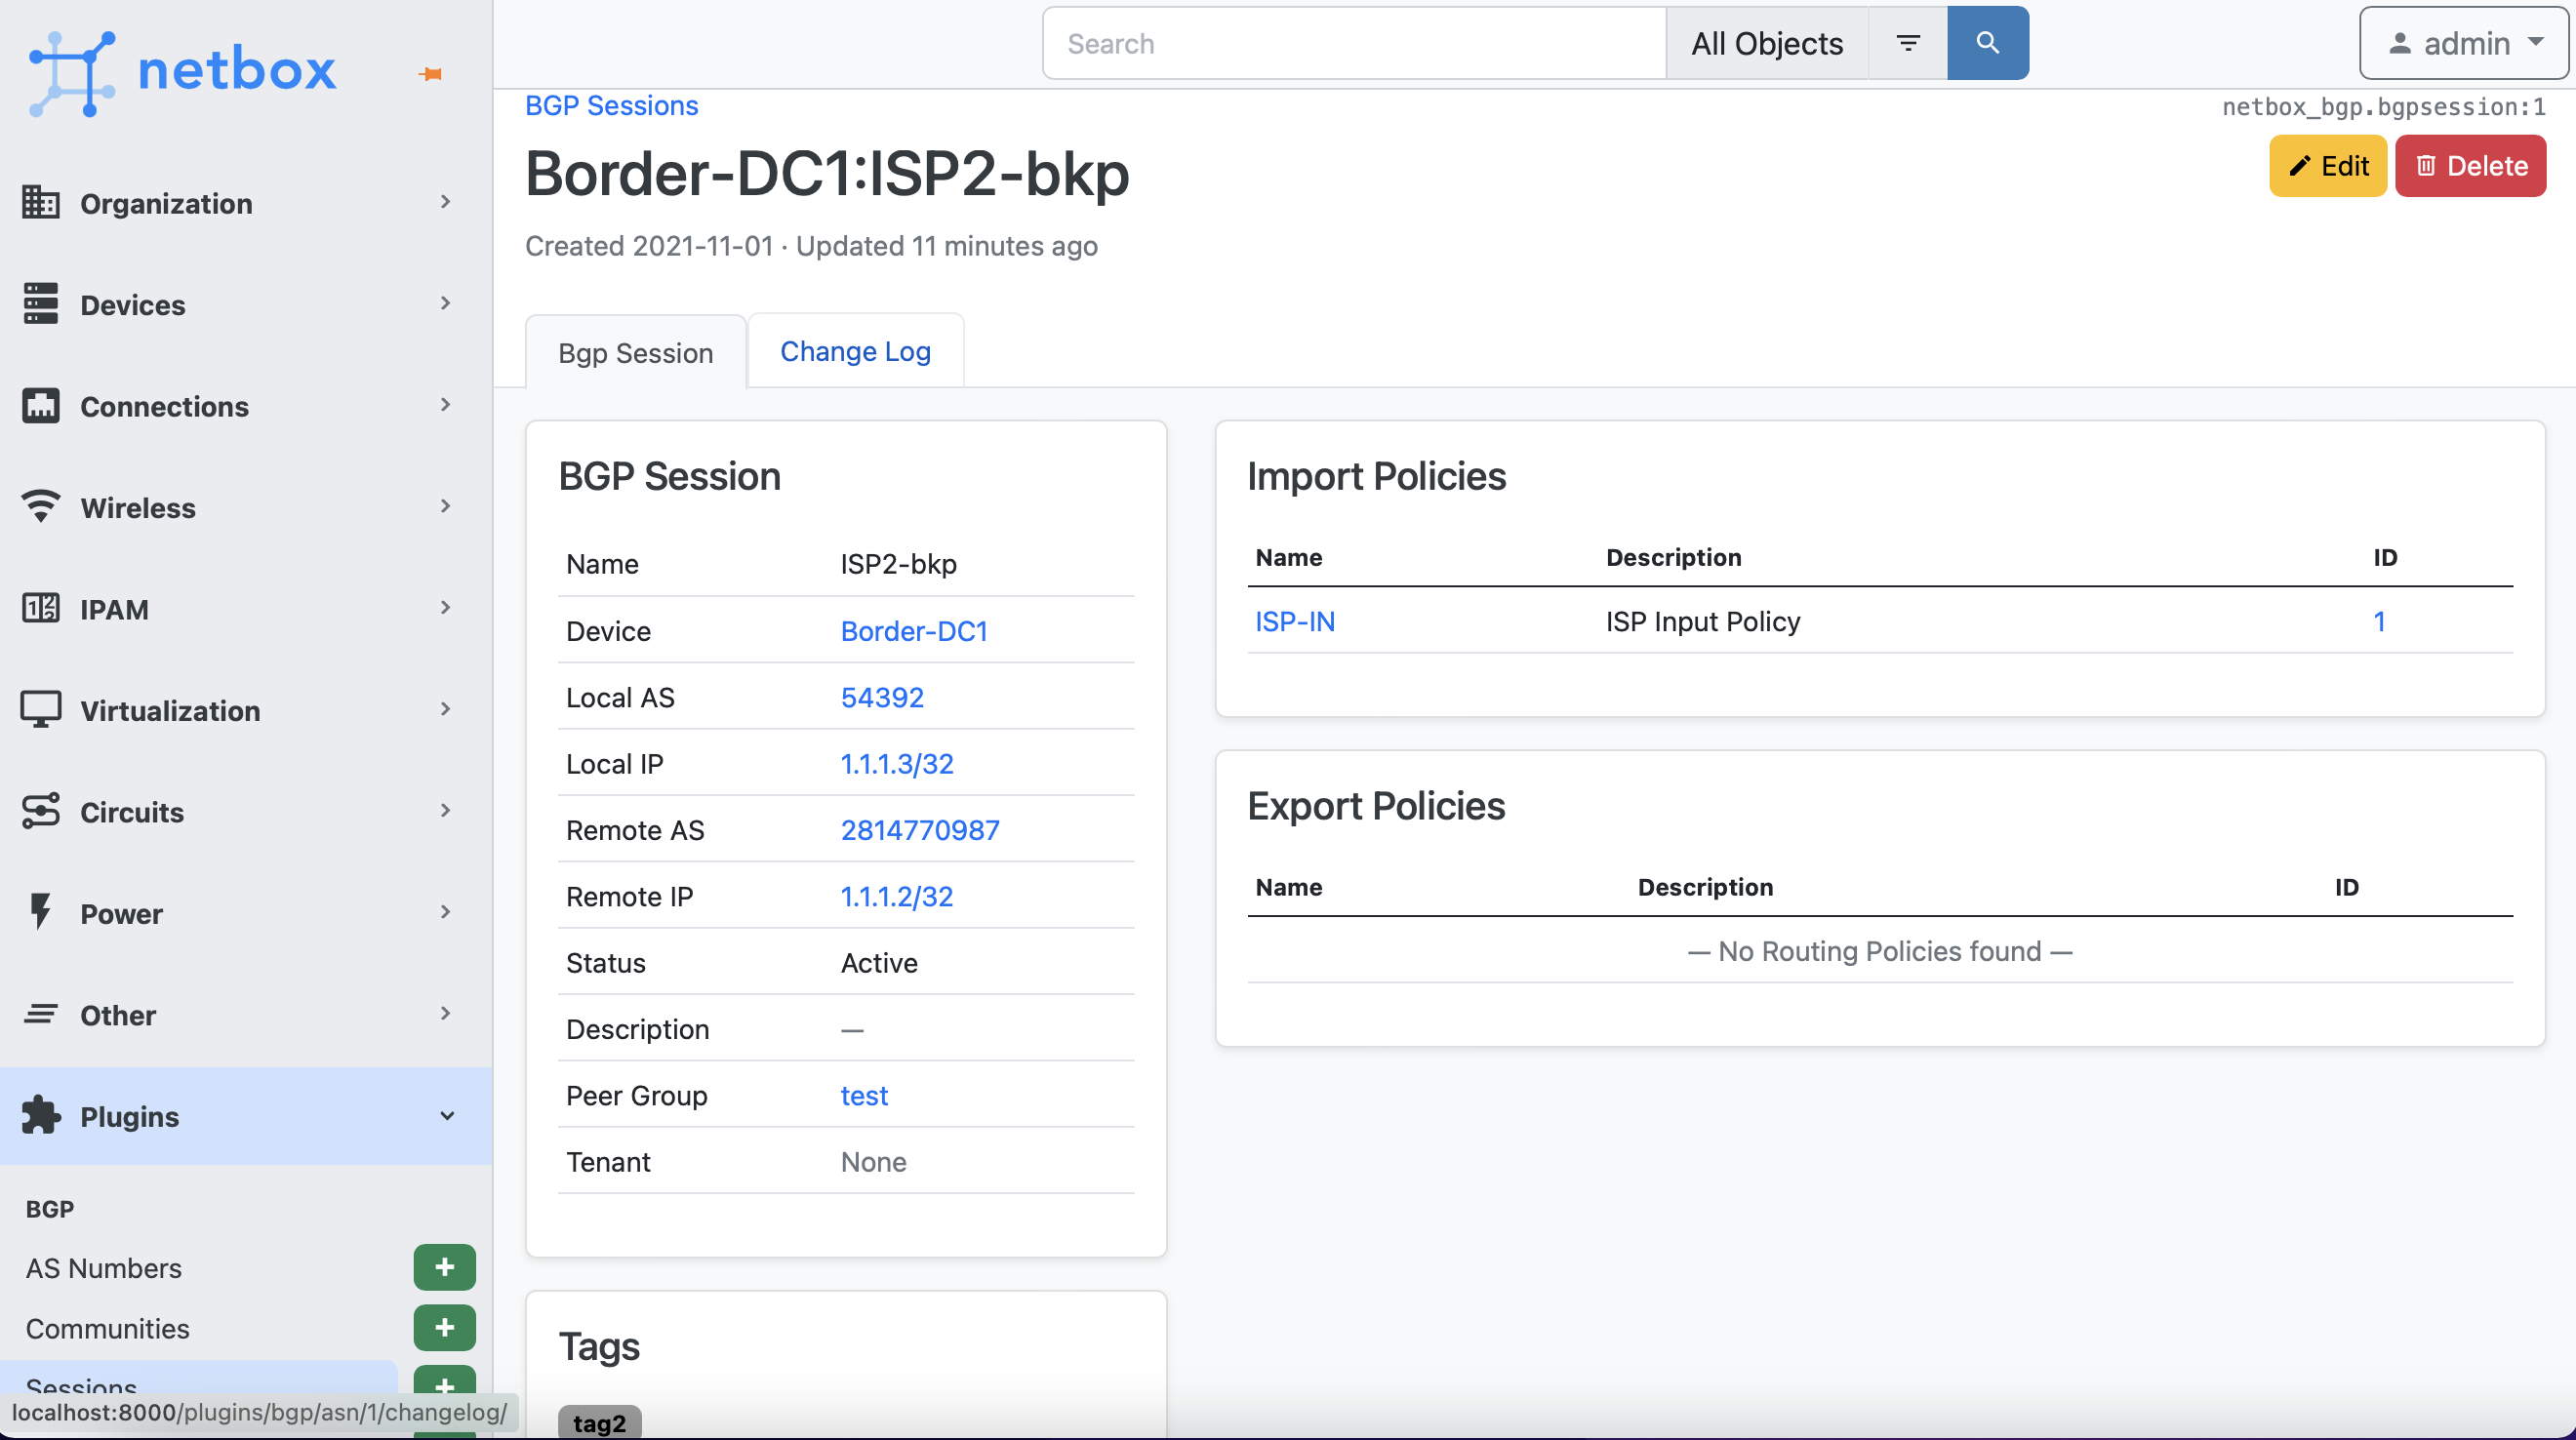 netbox
Search
All Objects
admin
Organization
Devices
Connections
Wireless
IPAM
Virtualization
Circuits
Power
Other
Plugins
BGP
AS Numbers
Communities
Sessions
localhost:8000/plugins/bgp/asn/1/changelog/
BGP Sessions
netbox_bgp.bgpsession:1
Border-DC1:ISP2-bkp
Edit
Delete
Created 2021-11-01 · Updated 11 minutes ago
Bgp Session
Change Log
BGP Session
Name ISP2-bkp
Device Border-DC1
Local AS 54392
Local IP 1.1.1.3/32
Remote AS 2814770987
Remote IP 1.1.1.2/32
Status Active
Description —
Peer Group test
Tenant None
Tags
tag2
Import Policies
Name Description ID
ISP-IN ISP Input Policy 1
Export Policies
Name Description ID
— No Routing Policies found —